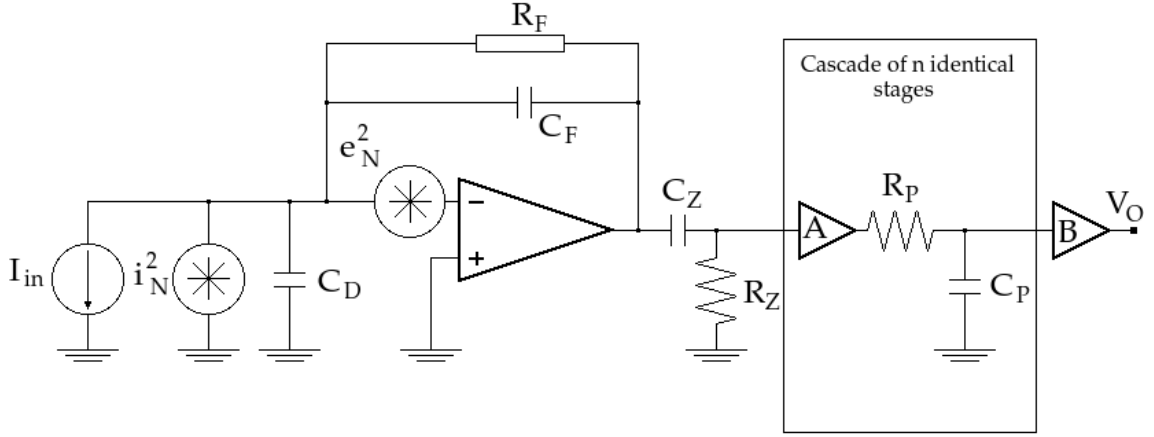 R_F
Cascade of n identical
stages
C_F
e_N^2
C_Z
R_P
V_O
A
B
I_in
i_N^2
C_D
R_Z
C_P
−
+